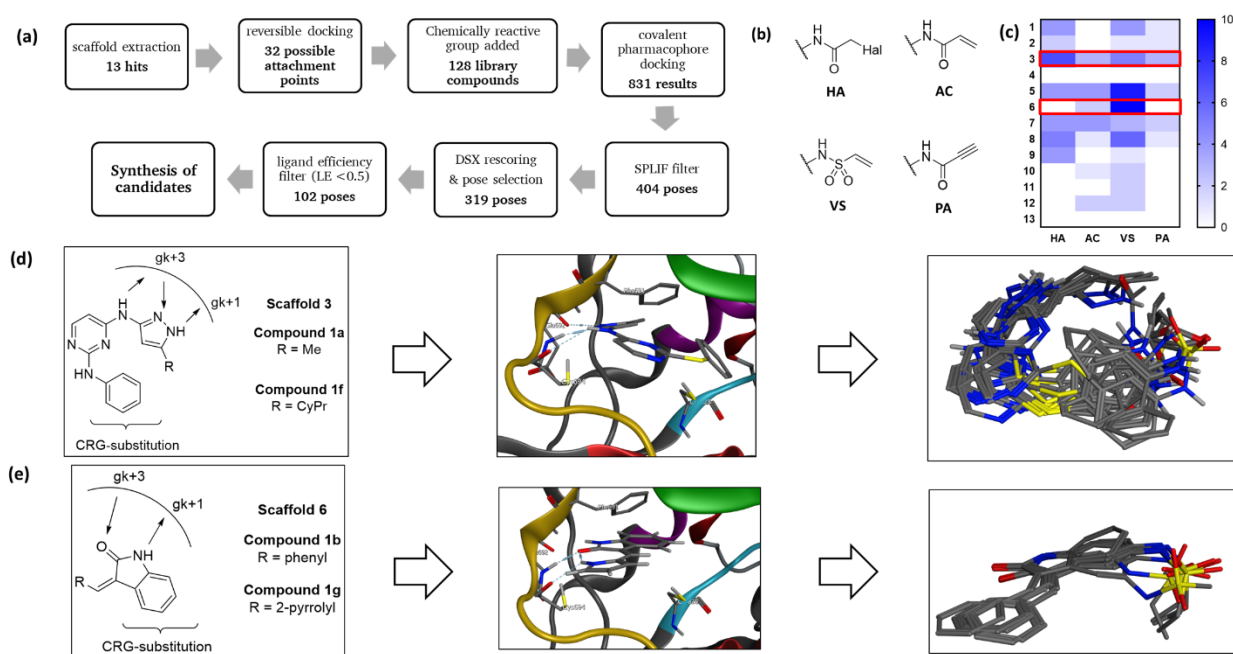 (a)
scaffold extraction
13 hits
reversible docking
32 possible
attachment
points
Chemically reactive
group added
128 library
compounds
covalent
pharmacophore
docking
831 results
SPLIF filter
404 poses
DSX rescoring
& pose selection
319 poses
ligand efficiency
filter (LE <0.5)
102 poses
Synthesis of
candidates
(b)
H
N
Hal
O
HA
H
N
O
AC
H
N
S
O O
VS
H
N
O
PA
(c)
1
2
3
4
5
6
7
8
9
10
11
12
13
HA AC VS PA
10
8
6
4
2
0
(d)
gk+3
gk+1
H
N
N
NH
N
N
HN
R
Scaffold 3
Compound 1a
R = Me
Compound 1f
R = CyPr
CRG-substitution
(e)
gk+3
gk+1
O
NH
R
Scaffold 6
Compound 1b
R = phenyl
Compound 1g
R = 2-pyrrolyl
CRG-substitution